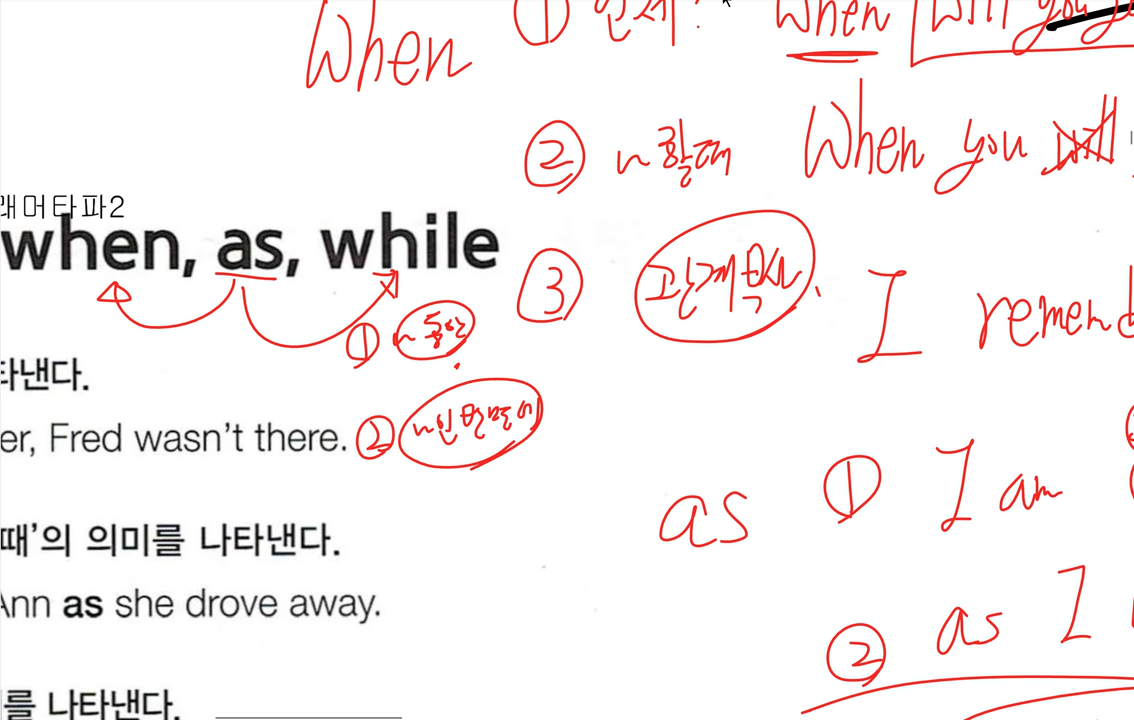 When ① 언제? When will you
② ~할때 When you will
래머타파2
when, as, while
③ 관계부사. I remem
① ~동안
타낸다.
er, Fred wasn't there. ② ~인 반면에
as ① I am
때'의 의미를 나타낸다.
Ann as she drove away.
② as I
를 나타낸다.